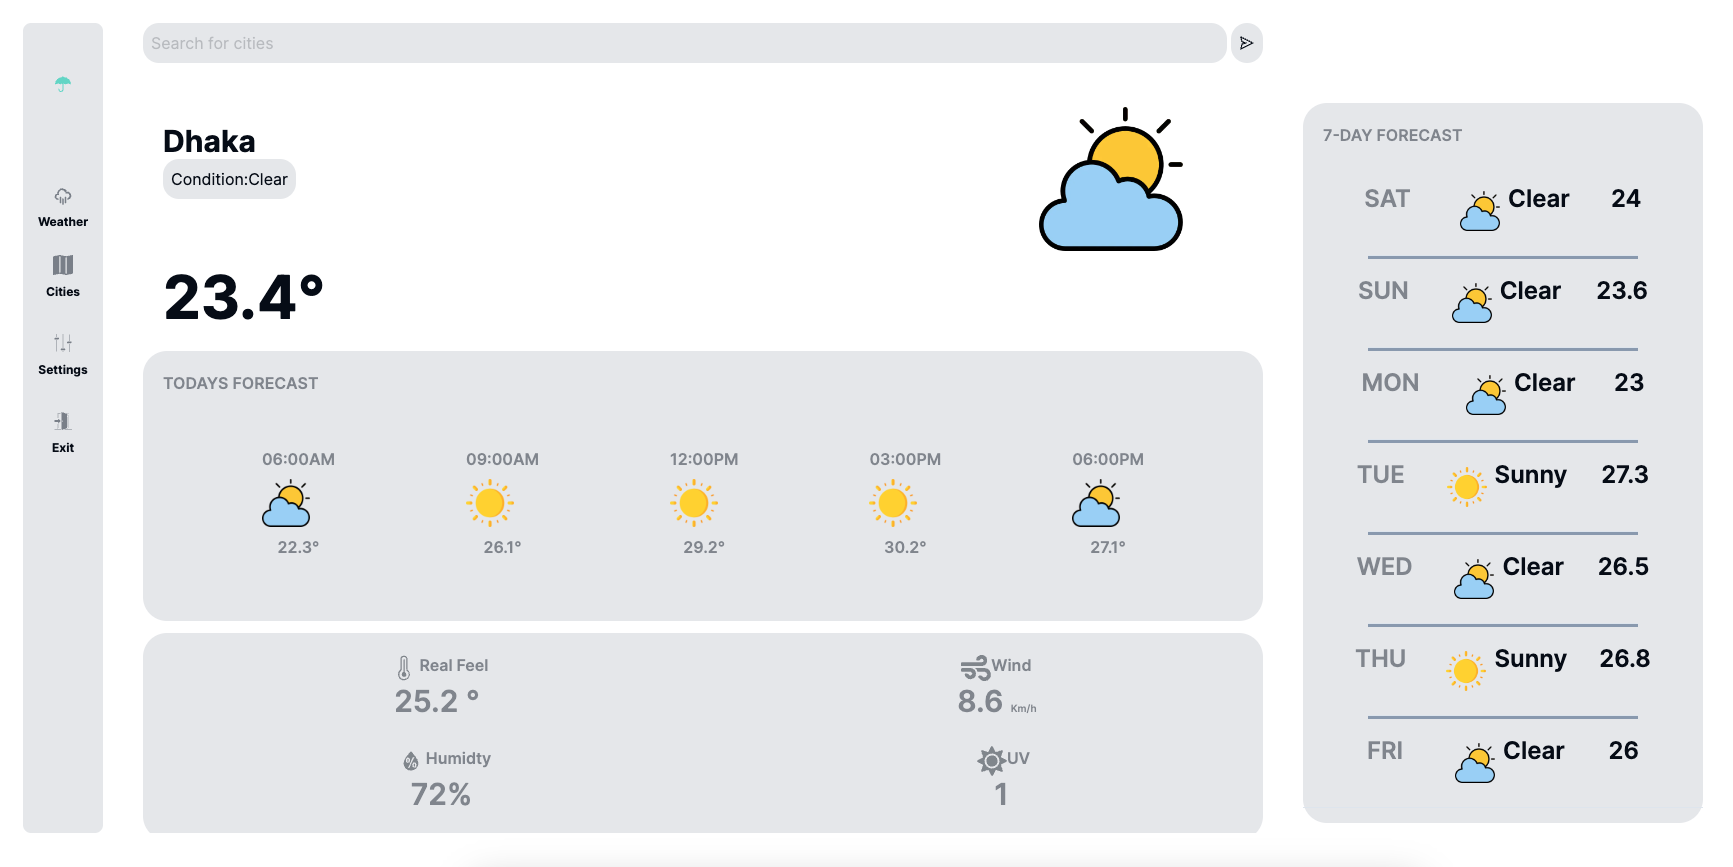 Search for cities
Weather
Cities
Settings
Exit
Dhaka
Condition:Clear
23.4°
TODAYS FORECAST
06:00AM 09:00AM 12:00PM 03:00PM 06:00PM
22.3° 26.1° 29.2° 30.2° 27.1°
Real Feel
25.2 °
Wind
8.6 Km/h
Humidty
72%
UV
1
7-DAY FORECAST
SAT Clear 24
SUN Clear 23.6
MON Clear 23
TUE Sunny 27.3
WED Clear 26.5
THU Sunny 26.8
FRI Clear 26